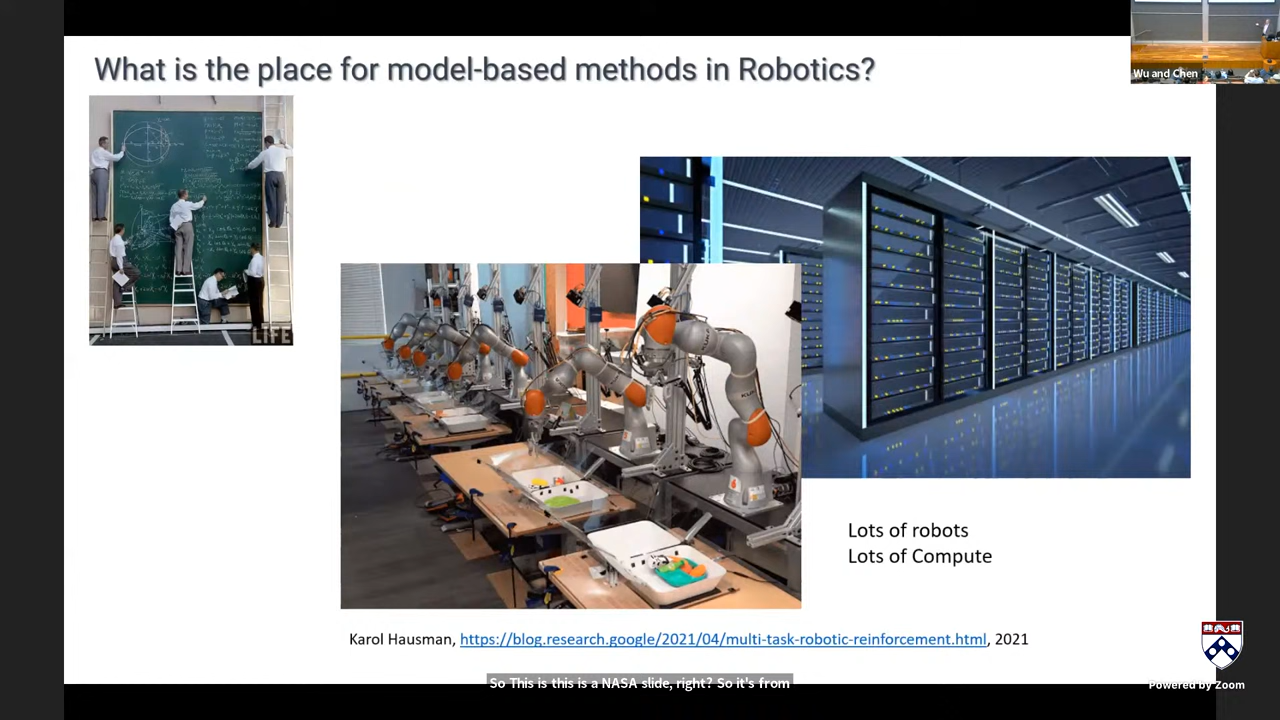 What is the place for model-based methods in Robotics?
Wu and Chen
LIFE
KUKA
Lots of robots
Lots of Compute
Karol Hausman, https://blog.research.google/2021/04/multi-task-robotic-reinforcement.html, 2021
So This is this is a NASA slide, right? So it's from
Powered by Zoom